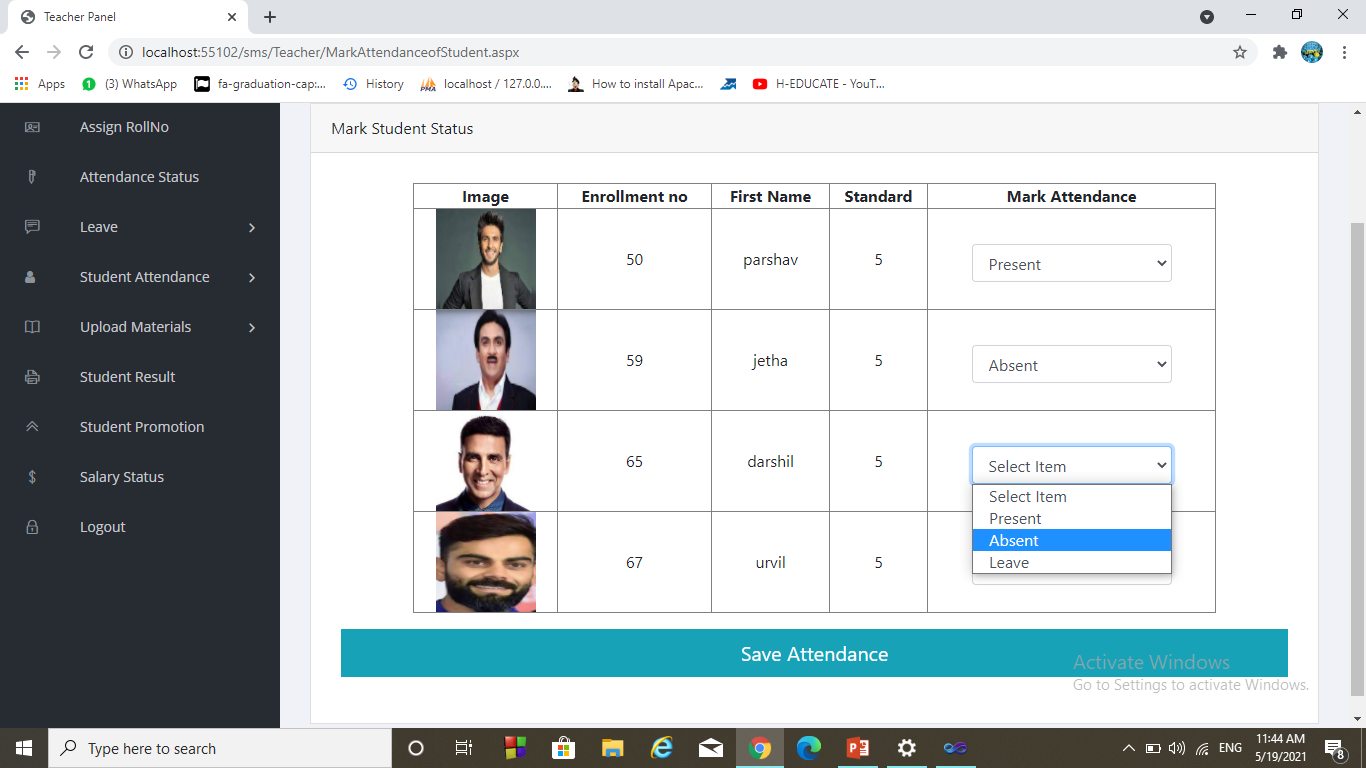 Teacher Panel
localhost:55102/sms/Teacher/MarkAttendanceofStudent.aspx
Apps (3) WhatsApp fa-graduation-cap:... History localhost / 127.0.0.... How to install Apac... H-EDUCATE - YouT...
Assign RollNo
Attendance Status
Leave
Student Attendance
Upload Materials
Student Result
Student Promotion
Salary Status
Logout
Mark Student Status
Image Enrollment no First Name Standard Mark Attendance
50 parshav 5 Present
59 jetha 5 Absent
65 darshil 5 Select Item
Select Item
Present
Absent
Leave
67 urvil 5
Save Attendance
Activate Windows
Go to Settings to activate Windows.
Type here to search
ENG
11:44 AM
5/19/2021
8